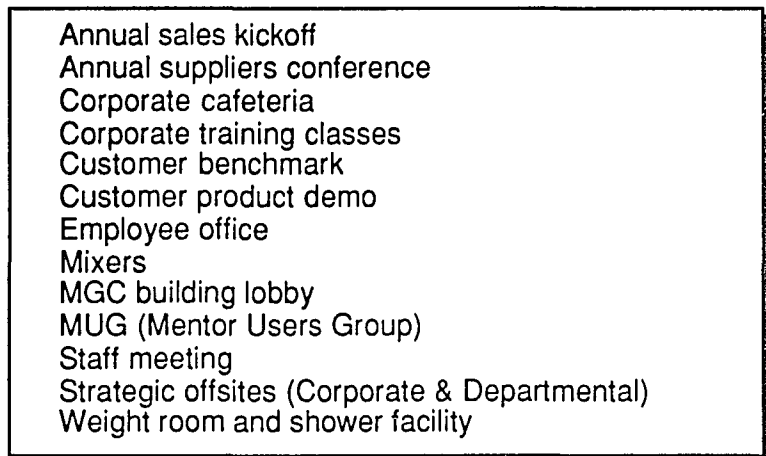 Annual sales kickoff
Annual suppliers conference
Corporate cafeteria
Corporate training classes
Customer benchmark
Customer product demo
Employee office
Mixers
MGC building lobby
MUG (Mentor Users Group)
Staff meeting
Strategic offsites (Corporate & Departmental)
Weight room and shower facility